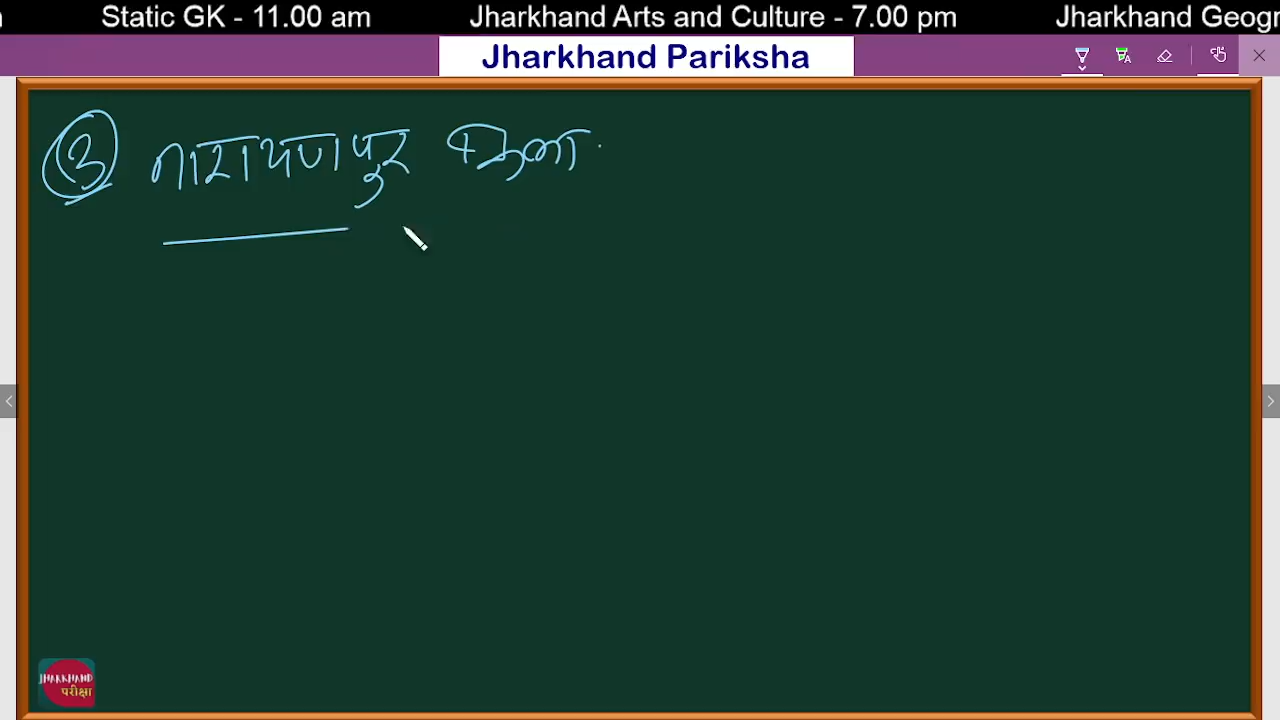 Static GK - 11.00 am Jharkhand Arts and Culture - 7.00 pm Jharkhand Geogr
Jharkhand Pariksha
③ नारायणपुर किला
JHARKHAND
परीक्षा